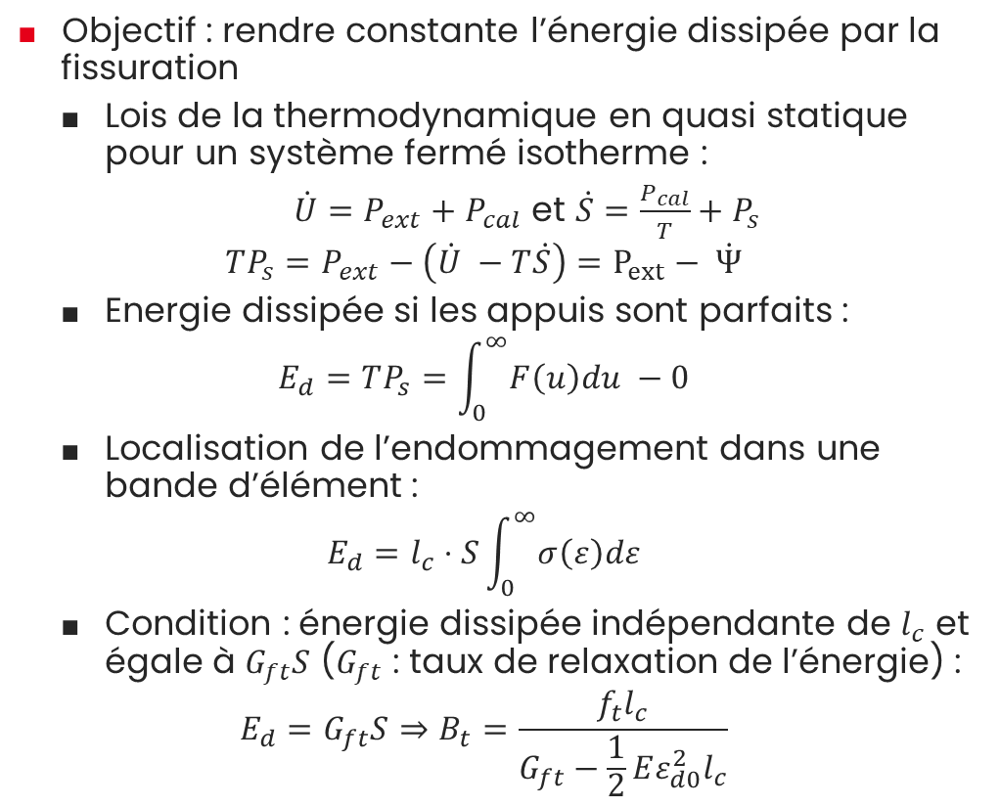 ■ Objectif : rendre constante l’énergie dissipée par la
fissuration
■ Lois de la thermodynamique en quasi statique
pour un système fermé isotherme :
$\dot{U} = P_{ext} + P_{cal}$ et $\dot{S} = \frac{P_{cal}}{T} + P_s$
$TP_s = P_{ext} - (\dot{U} - T\dot{S}) = \mathrm{P_{ext}} - \dot{\Psi}$
■ Energie dissipée si les appuis sont parfaits :
$E_d = TP_s = \int_0^\infty F(u)du - 0$
■ Localisation de l’endommagement dans une
bande d’élément :
$E_d = l_c \cdot S \int_0^\infty \sigma(\varepsilon)d\varepsilon$
■ Condition : énergie dissipée indépendante de $l_c$ et
égale à $G_{ft}S$ ($G_{ft}$ : taux de relaxation de l’énergie) :
$E_d = G_{ft}S \Rightarrow B_t = \frac{f_t l_c}{G_{ft} - \frac{1}{2}E\varepsilon_{d0}^2 l_c}$